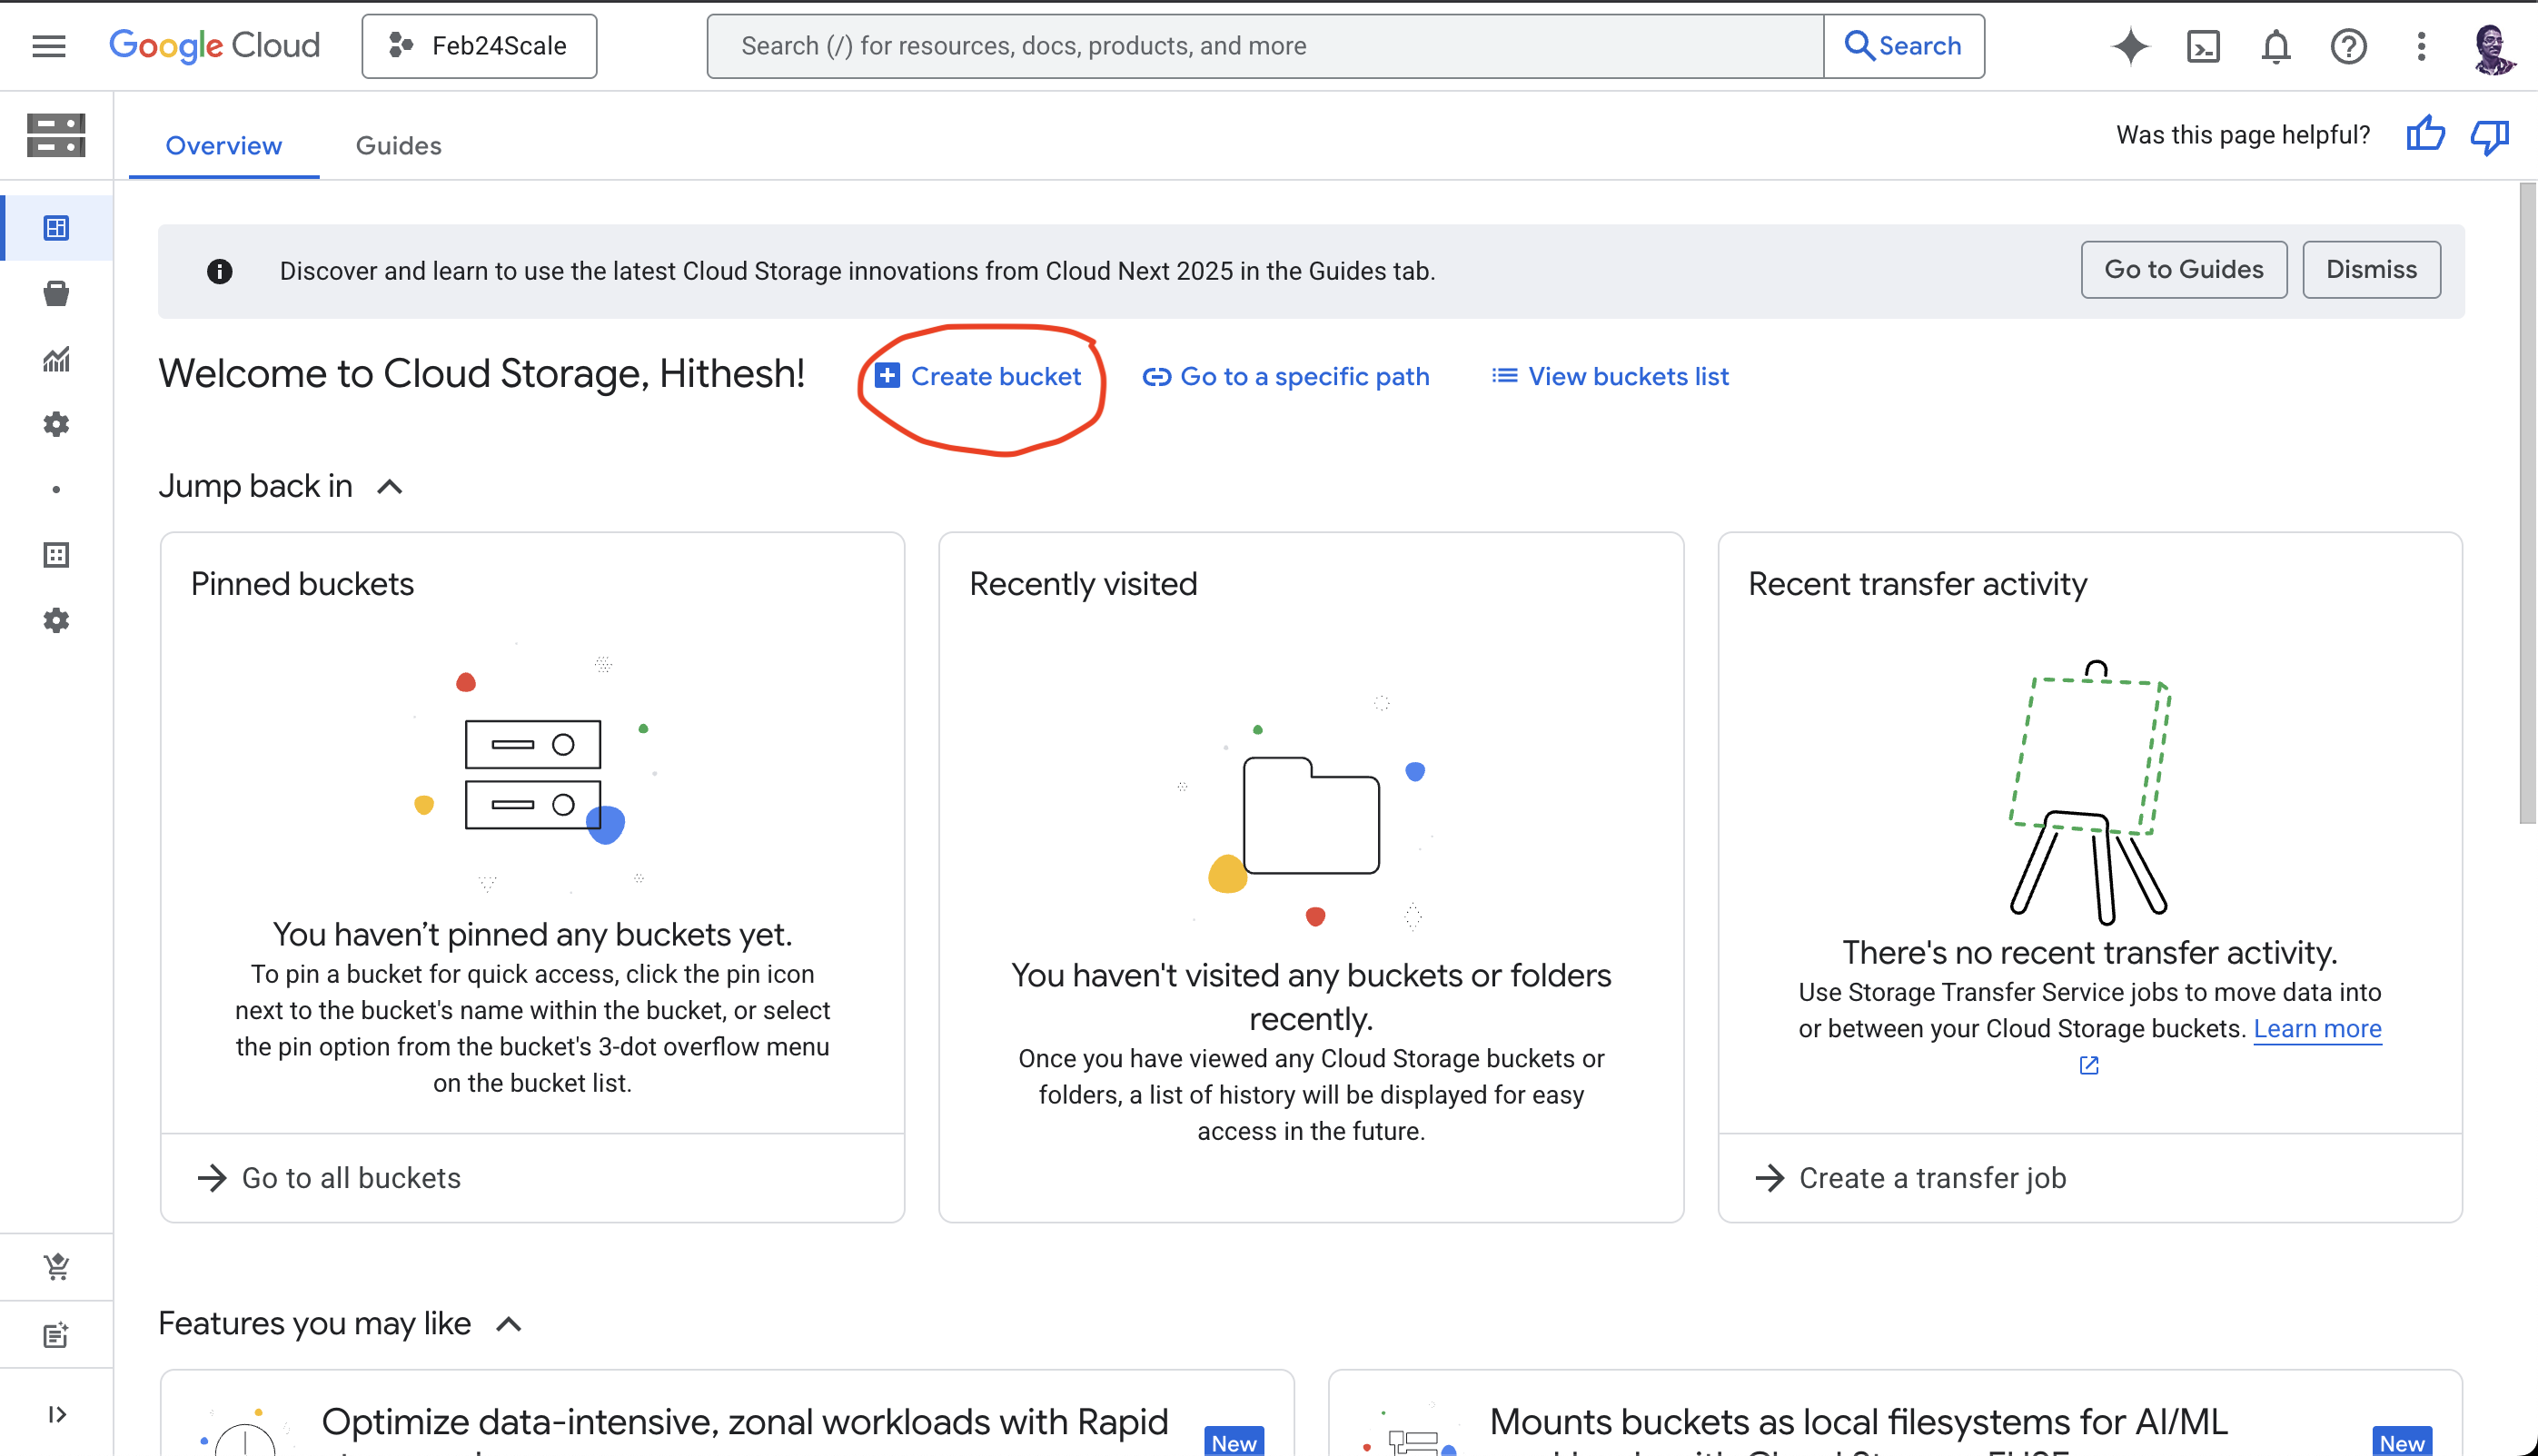 Google Cloud
Feb24Scale
Search (/) for resources, docs, products, and more
Search
Overview
Guides
Was this page helpful?
Discover and learn to use the latest Cloud Storage innovations from Cloud Next 2025 in the Guides tab.
Go to Guides
Dismiss
Welcome to Cloud Storage, Hithesh!
Create bucket
Go to a specific path
View buckets list
Jump back in
Pinned buckets
You haven’t pinned any buckets yet.
To pin a bucket for quick access, click the pin icon
next to the bucket's name within the bucket, or select
the pin option from the bucket's 3-dot overflow menu
on the bucket list.
Go to all buckets
Recently visited
You haven't visited any buckets or folders
recently.
Once you have viewed any Cloud Storage buckets or
folders, a list of history will be displayed for easy
access in the future.
Recent transfer activity
There's no recent transfer activity.
Use Storage Transfer Service jobs to move data into
or between your Cloud Storage buckets. Learn more
Create a transfer job
Features you may like
Optimize data-intensive, zonal workloads with Rapid
New
Mounts buckets as local filesystems for AI/ML
New